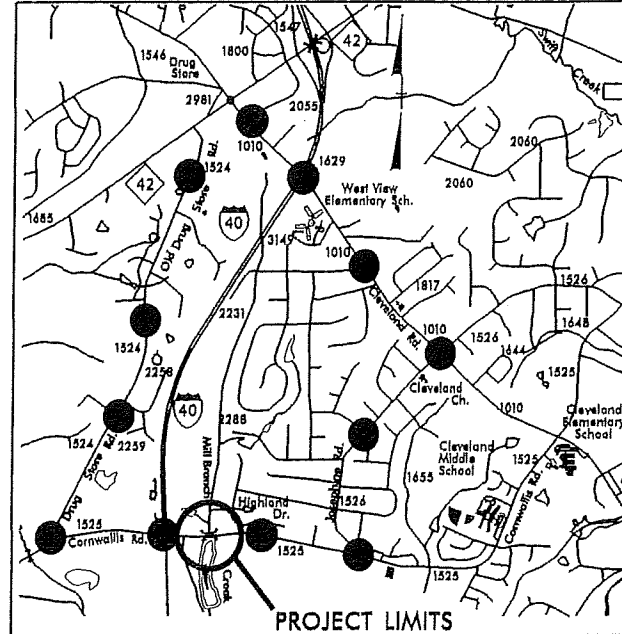 1547
1546
Drug
Store
1800
42
Swift
Creek
2981
2055
1010
2060
1524
1629
Old Drug Store Rd.
42
West View
Elementary Sch.
2060
1685
40
3149
1010
1817
2231
Cleveland Rd.
1526
1648
1524
1010
1526
1644
1525
2258
Cleveland
Ch.
1010
40
2288
Cleveland
Elementary
School
1524
2259
Drug Store Rd.
Cleveland
Middle
School
1525
Cornwallis Rd.
1655
Mill Branch
Highland
Dr.
1526
1525
Cornwallis Rd.
1525
1525
Creek
PROJECT LIMITS